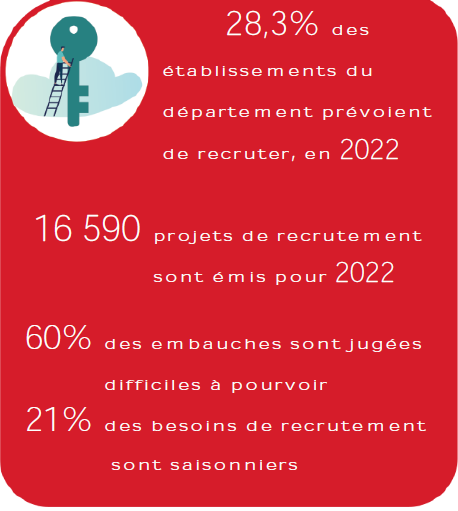 28,3% des
établissements du
département prévoient
de recruter, en 2022
16 590 projets de recrutement
sont émis pour 2022
60% des embauches sont jugées
difficiles à pourvoir
21% des besoins de recrutement
sont saisonniers